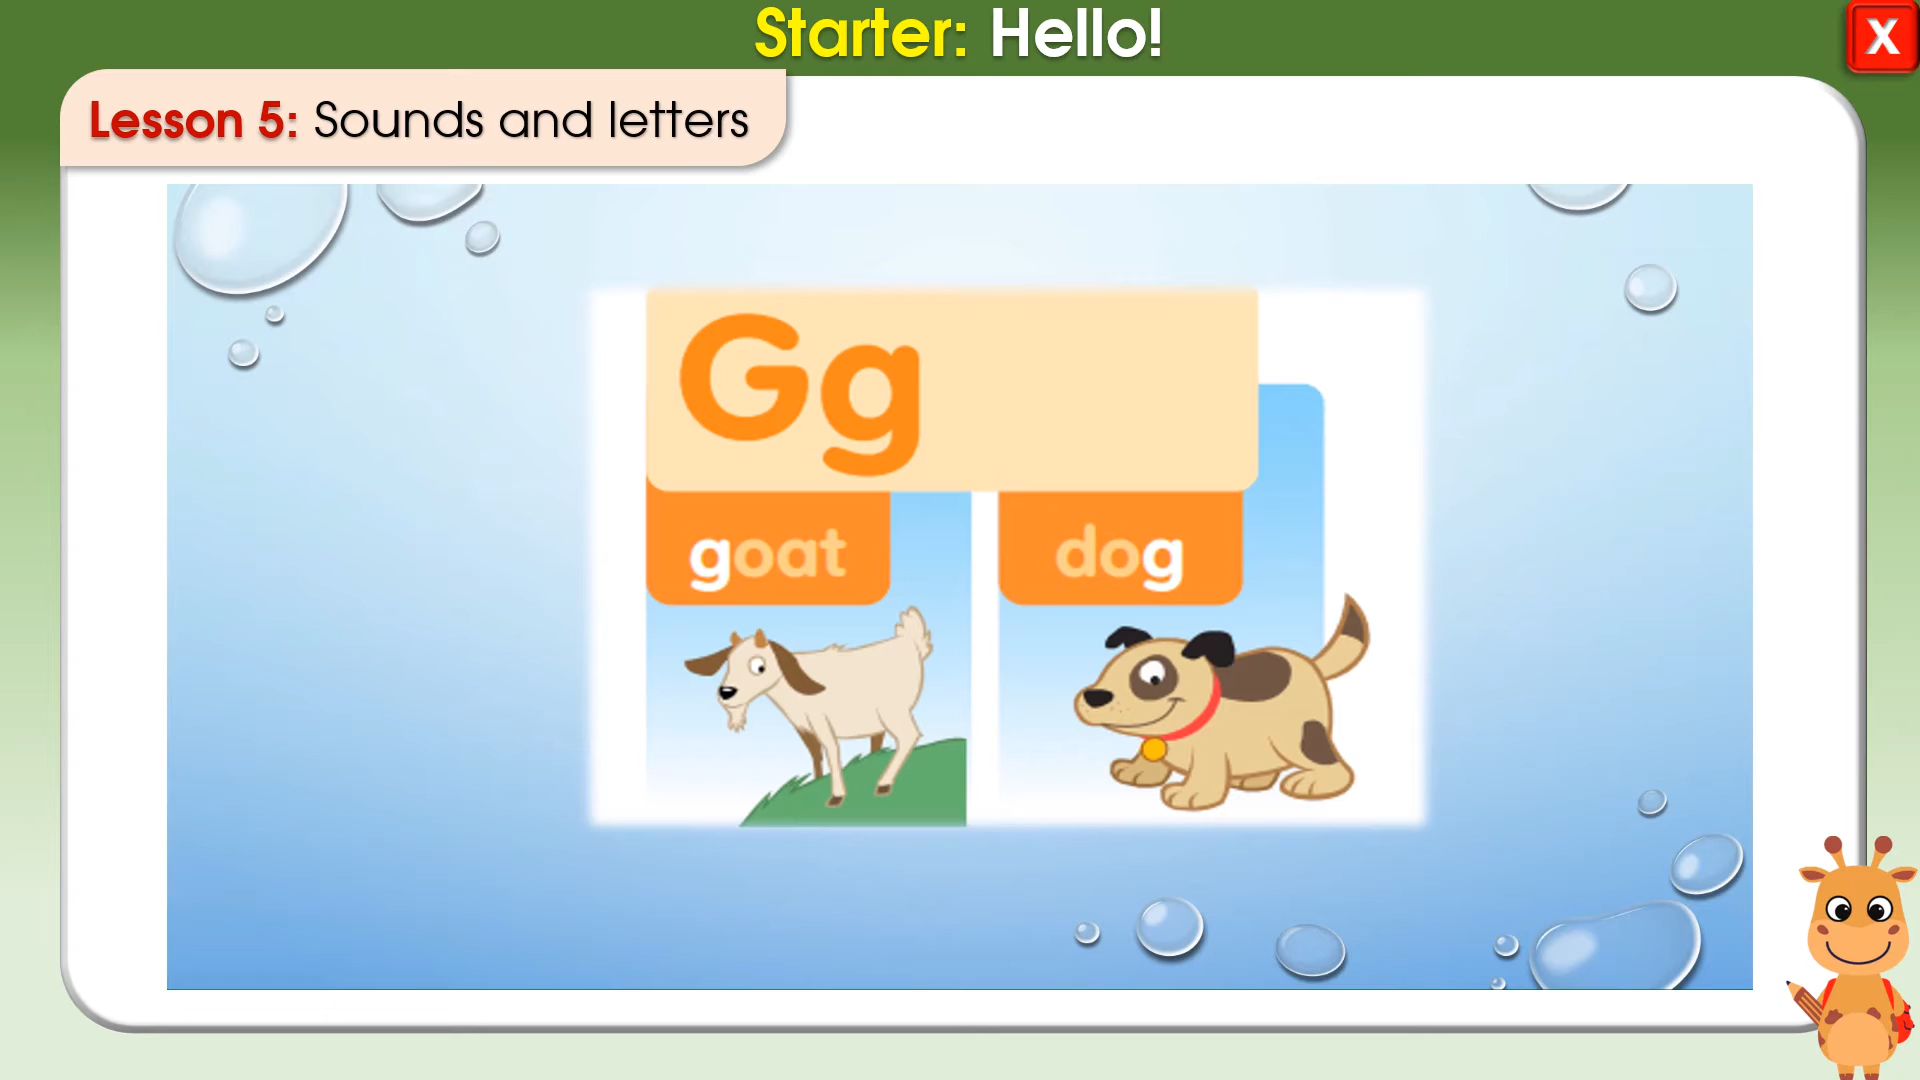 Starter: Hello!
X
Lesson 5: Sounds and letters
Gg
goat
dog